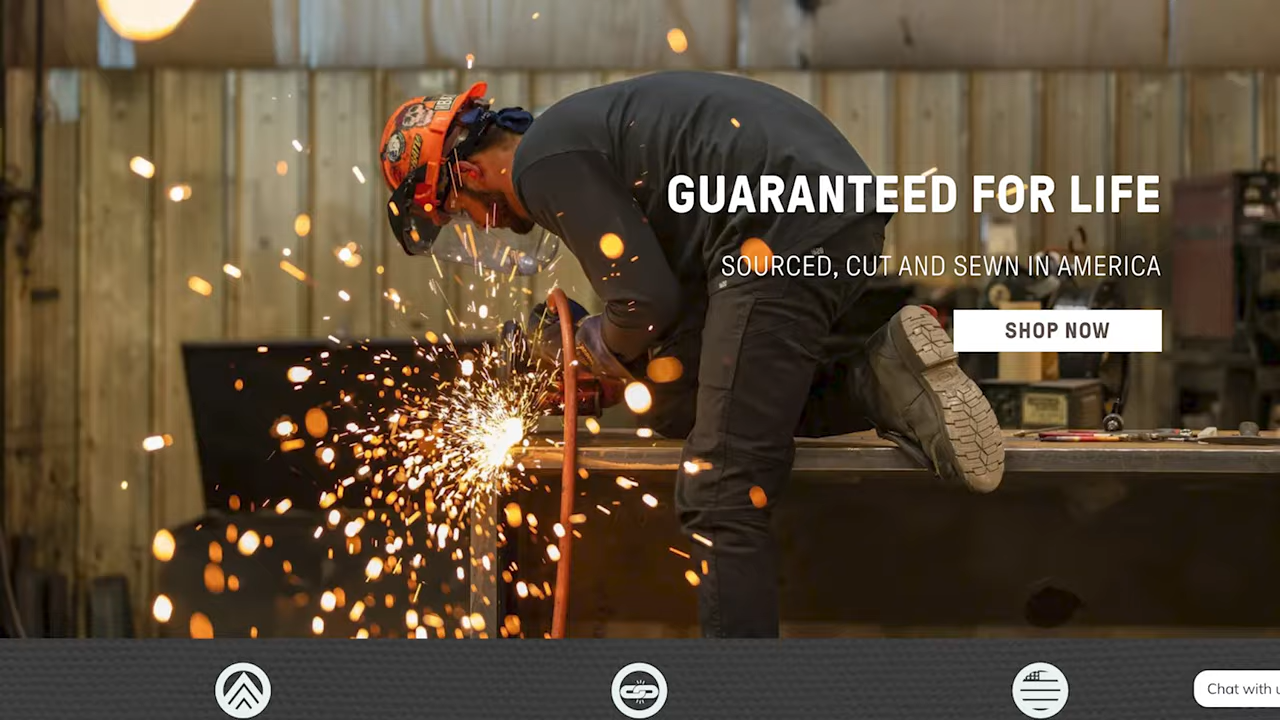 GUARANTEED FOR LIFE
SOURCED, CUT AND SEWN IN AMERICA
SHOP NOW
Chat with